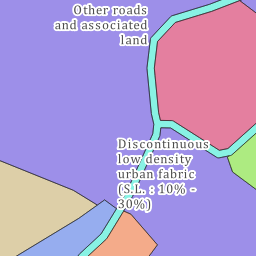 Other roads
and associated
land
Discontinuous
low density
urban fabric
(S.L. : 10% -
30%)